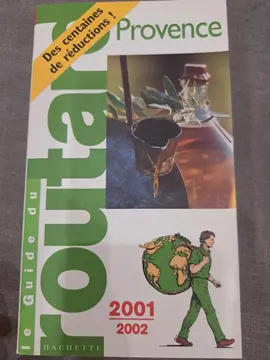 Des centaines
de réductions !
Provence
le Guide du
routard
2001
2002
HACHETTE